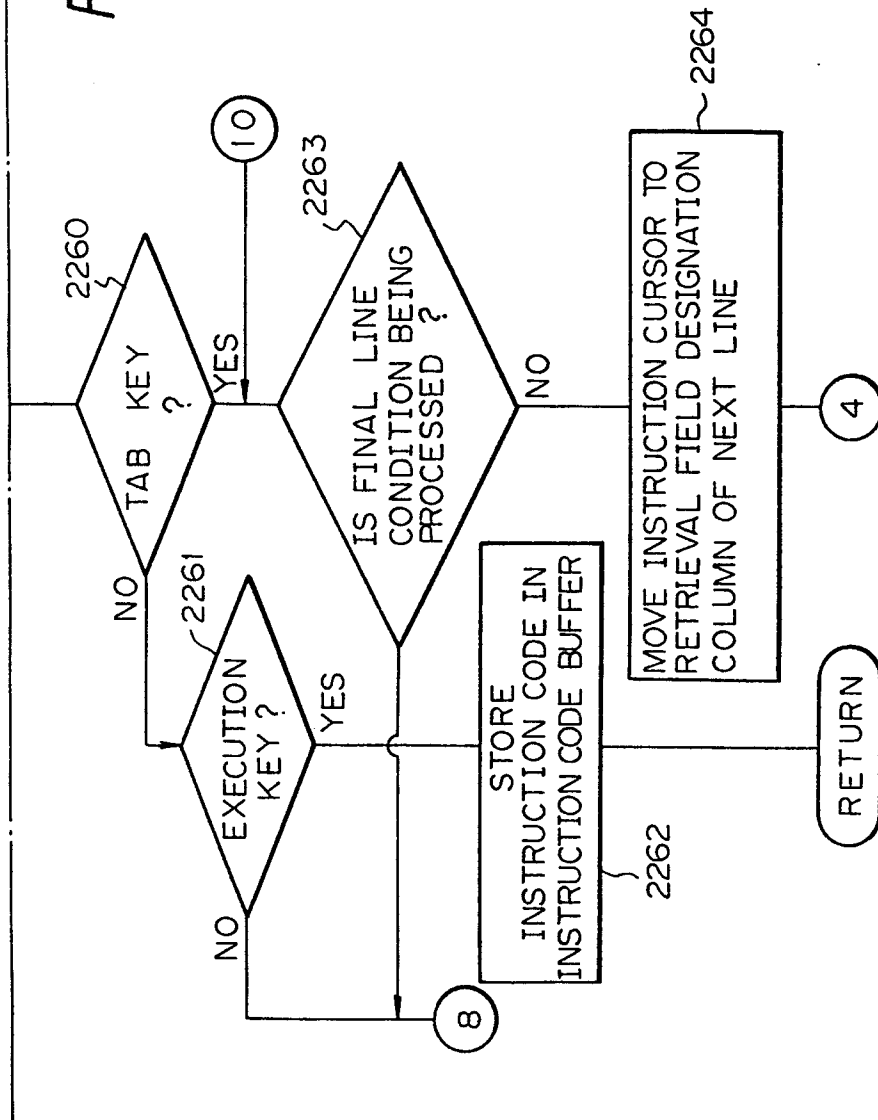 F
2260
TAB KEY
?
NO
YES
10
2261
EXECUTION
KEY ?
NO
YES
2263
IS FINAL LINE
CONDITION BEING
PROCESSED ?
NO
8
STORE
INSTRUCTION CODE IN
INSTRUCTION CODE BUFFER
2262
MOVE INSTRUCTION CURSOR TO
RETRIEVAL FIELD DESIGNATION
COLUMN OF NEXT LINE
2264
RETURN
4